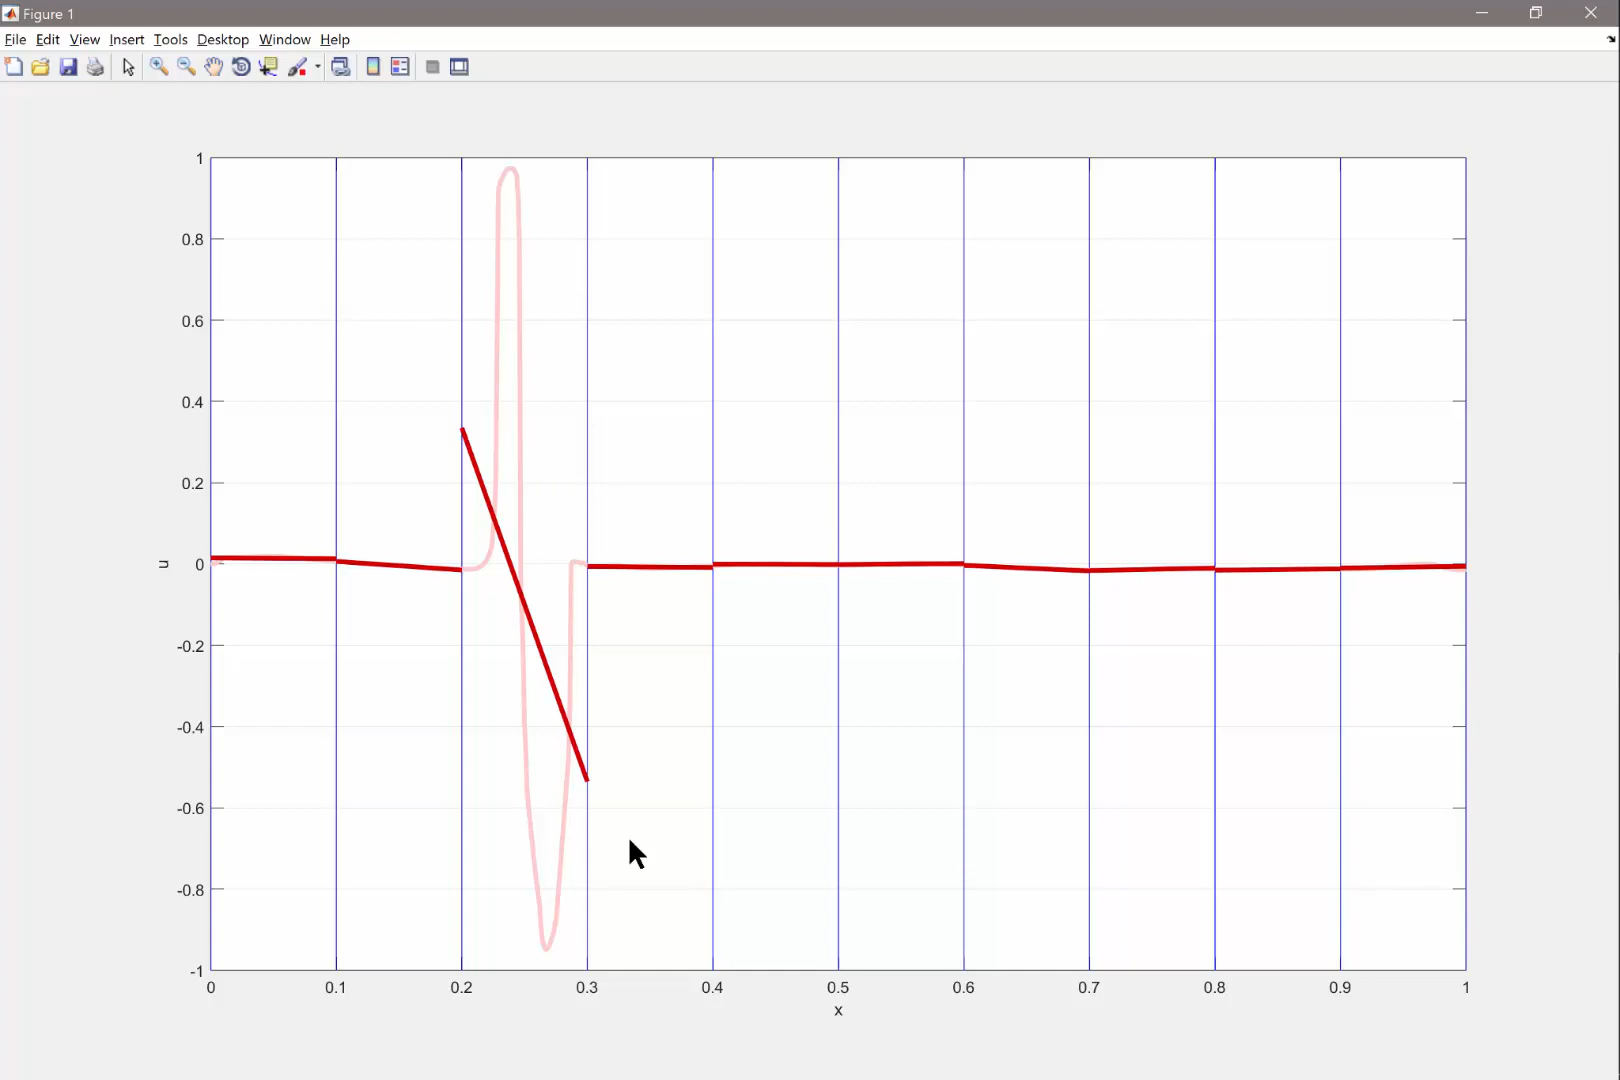 Figure 1
File Edit View Insert Tools Desktop Window Help
1
0.8
0.6
0.4
0.2
0
-0.2
-0.4
-0.6
-0.8
-1
u
0 0.1 0.2 0.3 0.4 0.5 0.6 0.7 0.8 0.9 1
x